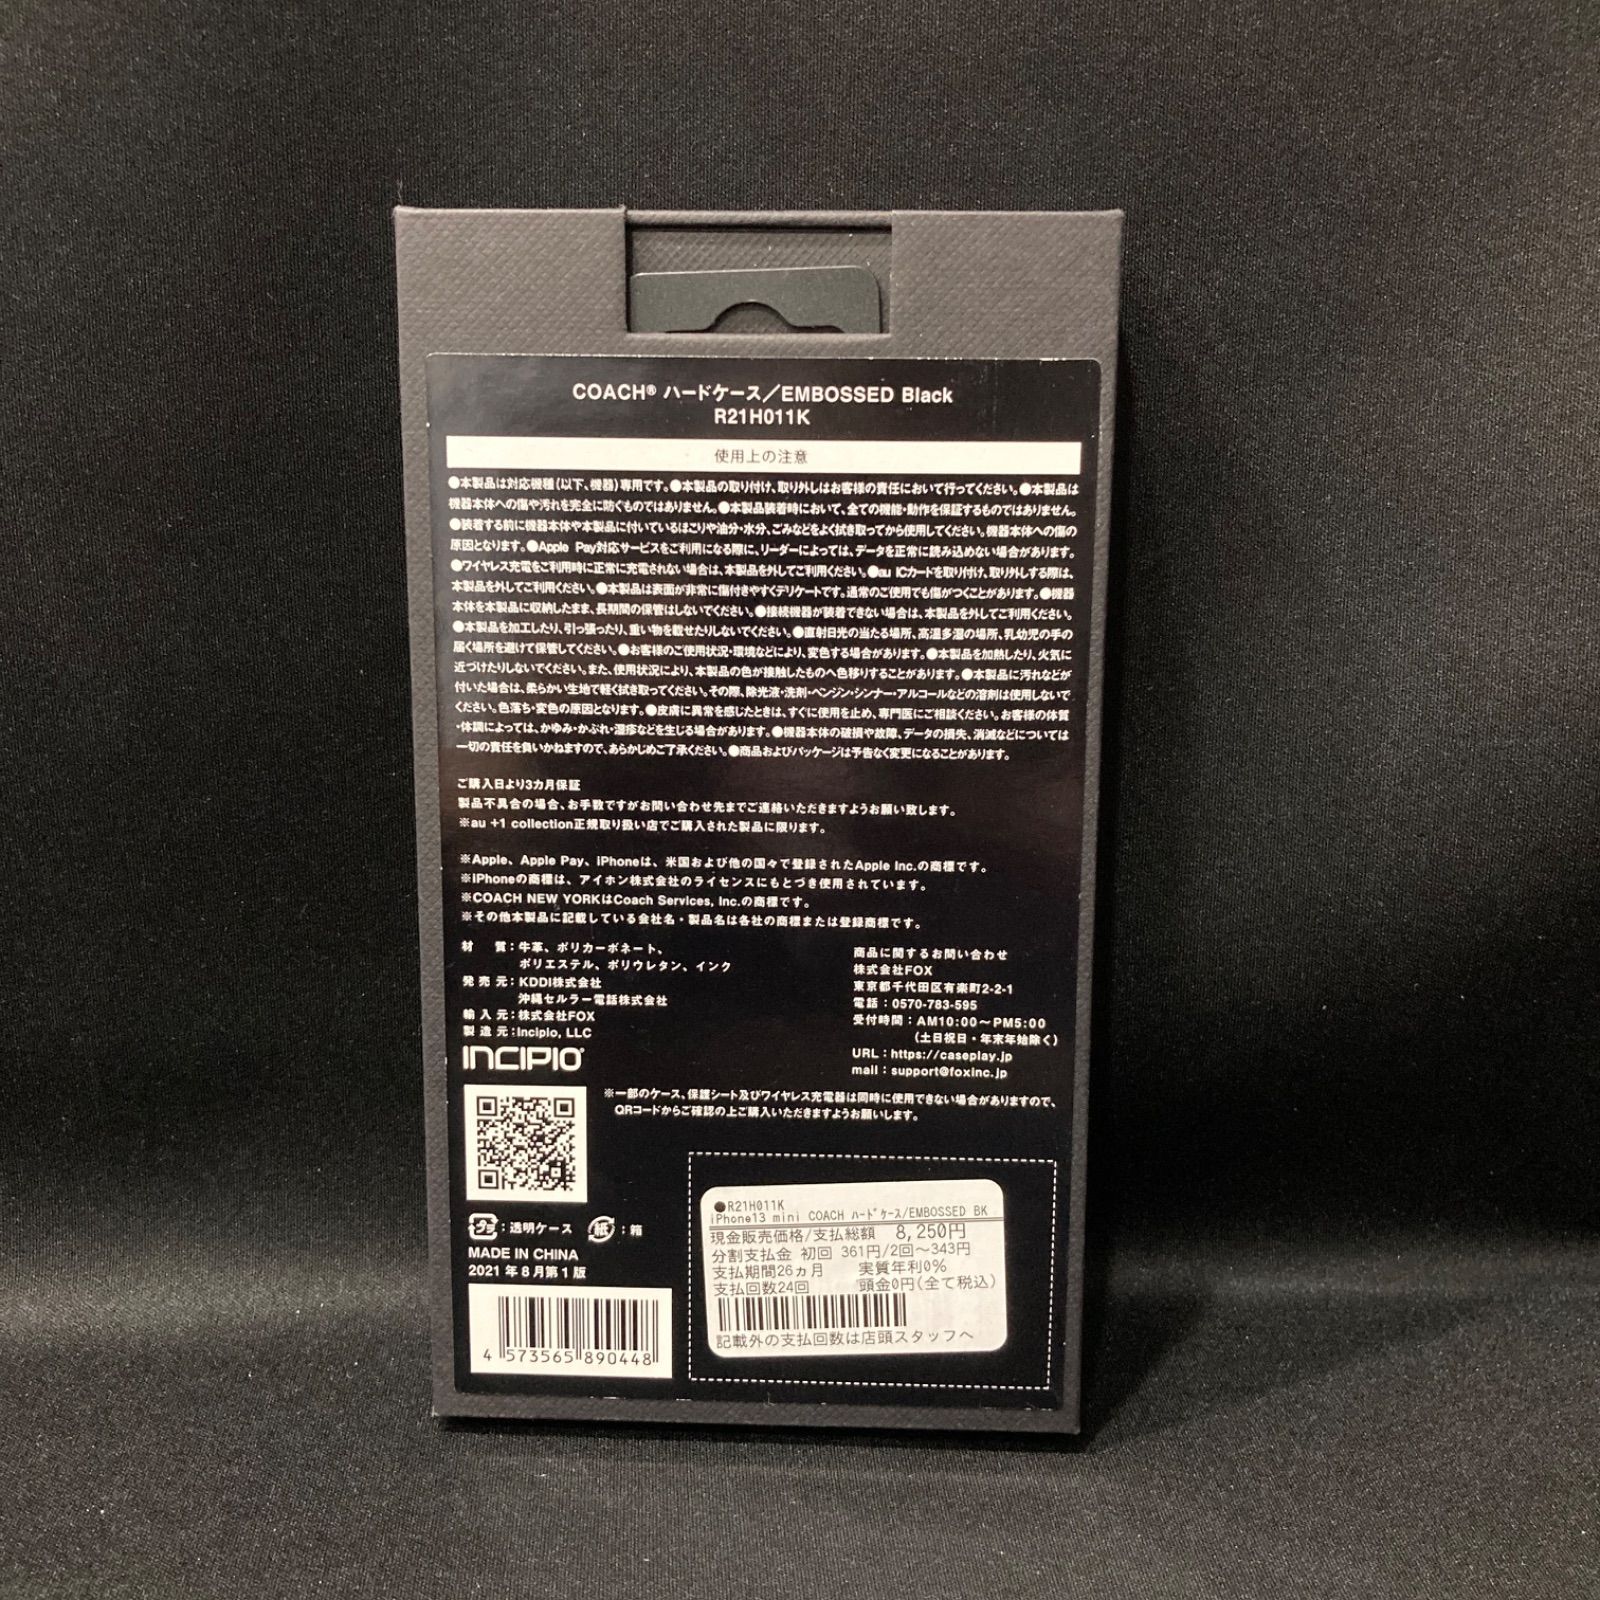 COACH® ハードケース／EMBOSSED Black
R21H011K
使用上の注意
●本製品は対応機種(以下、機器)専用です。●本製品の取り付け、取り外しはお客様の責任において行ってください。●本製品は
機器本体への傷や汚れを完全に防ぐものではありません。●本製品装着時において、全ての機能・動作を保証するものではありません。
●装着する前に機器本体や本製品に付いているほこりや油分・水分、ごみなどをよく拭き取ってから使用してください。機器本体への傷の
原因となります。●Apple Pay対応サービスをご利用になる際に、リーダーによっては、データを正常に読み込めない場合があります。
●ワイヤレス充電をご利用時に正常に充電されない場合は、本製品を外してご利用ください。●au ICカードを取り付け、取り外しする際は、
本製品を外してご利用ください。●本製品は表面が非常に傷付きやすくデリケートです。通常のご使用でも傷がつくことがあります。●機器
本体を本製品に収納したまま、長期間の保管はしないでください。●接続機器が装着できない場合は、本製品を外してご利用ください。
●本製品を加工したり、引っ張ったり、重い物を載せたりしないでください。●直射日光の当たる場所、高温多湿の場所、乳幼児の手の
届く場所を避けて保管してください。●お客様のご使用状況・環境などにより、変色する場合があります。●本製品を加熱したり、火気に
近づけたりしないでください。また、使用状況により、本製品の色が接触したものへ色移りすることがあります。●本製品に汚れなどが
付いた場合は、柔らかい生地で軽く拭き取ってください。その際、除光液・洗剤・ベンジン・シンナー・アルコールなどの溶剤は使用しないで
ください。色落ち・変色の原因となります。●皮膚に異常を感じたときは、すぐに使用を止め、専門医にご相談ください。お客様の体質
・体調によっては、かゆみ・かぶれ・湿疹などを生じる場合があります。●機器本体の破損や故障、データの損失、消滅などについては
一切の責任を負いかねますので、あらかじめご了承ください。●商品およびパッケージは予告なく変更になることがあります。
ご購入日より3カ月保証
製品不具合の場合、お手数ですがお問い合わせ先までご連絡いただきますようお願い致します。
※au +1 collection正規取り扱い店でご購入された製品に限ります。
※Apple、Apple Pay、iPhoneは、米国および他の国々で登録されたApple Inc.の商標です。
※iPhoneの商標は、アイホン株式会社のライセンスにもとづき使用されています。
※COACH NEW YORKはCoach Services, Inc.の商標です。
※その他本製品に記載している会社名・製品名は各社の商標または登録商標です。
材 質：牛革、ポリカーボネート、
ポリエステル、ポリウレタン、インク
発売元：KDDI株式会社
沖縄セルラー電話株式会社
輸入元：株式会社FOX
製造元：Incipio, LLC
INCIPIO
商品に関するお問い合わせ
株式会社FOX
東京都千代田区有楽町2-2-1
電話：0570-783-595
受付時間：AM10:00～PM5:00
(土日祝日・年末年始除く)
URL：https://caseplay.jp
mail：support@foxinc.jp
※一部のケース、保護シート及びワイヤレス充電器は同時に使用できない場合がありますので、
QRコードからご確認の上ご購入いただきますようお願いします。
プラ：透明ケース 紙：箱
MADE IN CHINA
2021年8月第1版
4 573565 890448
●R21H011K
iPhone13 mini COACH ﾊｰﾄﾞｹｰｽ/EMBOSSED BK
現金販売価格/支払総額 8,250円
分割支払金 初回 361円/2回～343円
支払期間26ヵ月 実質年利0%
支払回数24回 頭金0円(全て税込)
記載外の支払回数は店頭スタッフへ